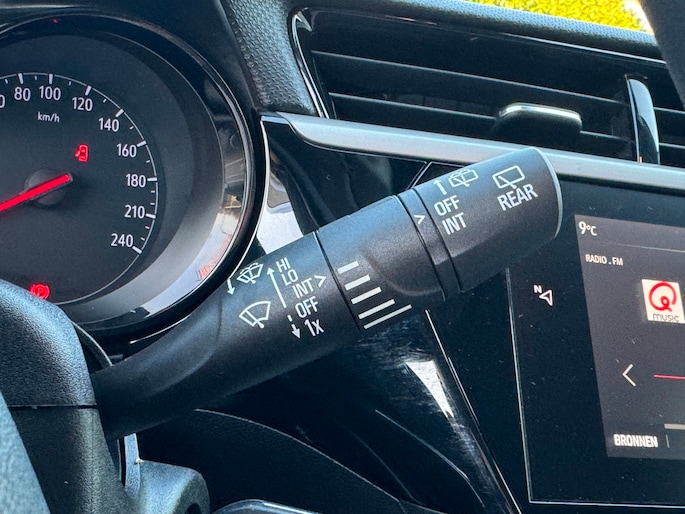 80 100
120
140
160
180
200
240
km/h
HI
LO
INT >
OFF
1x
>
OFF
INT
REAR
N
9°C
RADIO . FM
Q
music
BRONNEN